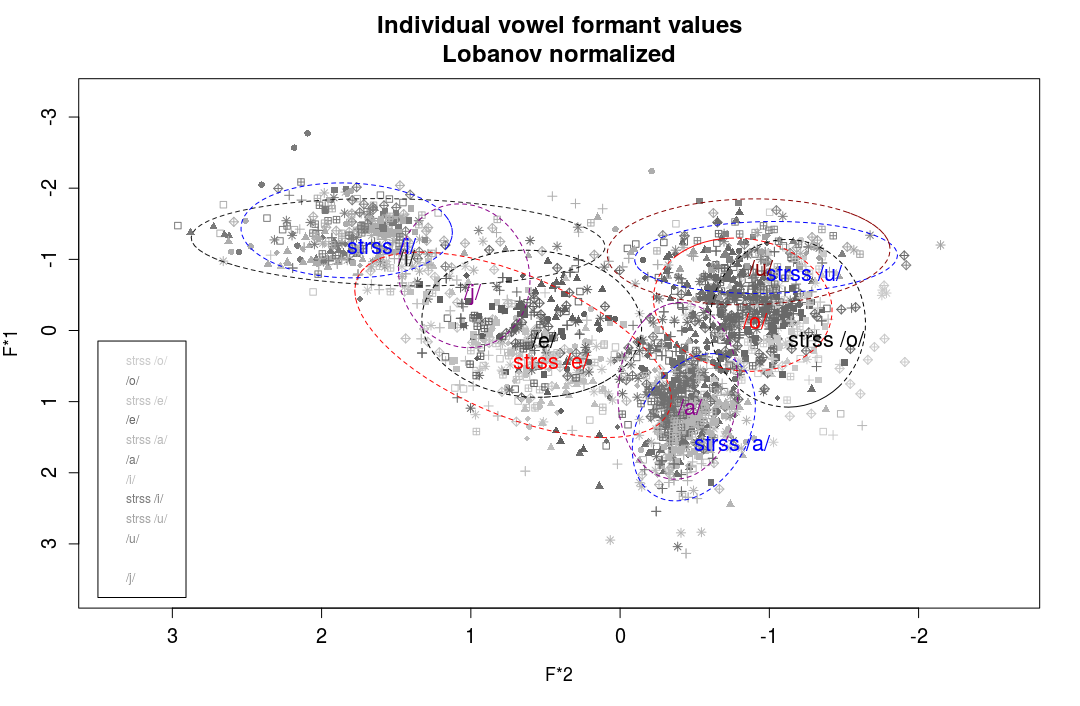 Individual vowel formant values
Lobanov normalized
-3
-2
-1
0
1
2
3
F*1
strss /o/
/o/
strss /e/
/e/
strss /a/
/a/
/i/
strss /i/
strss /u/
/u/
/j/
strss /i/
/i/
/j/
/e/
strss /e/
/u/
strss /u/
/o/
strss /o/
/a/
strss /a/
3
2
1
0
-1
-2
F*2